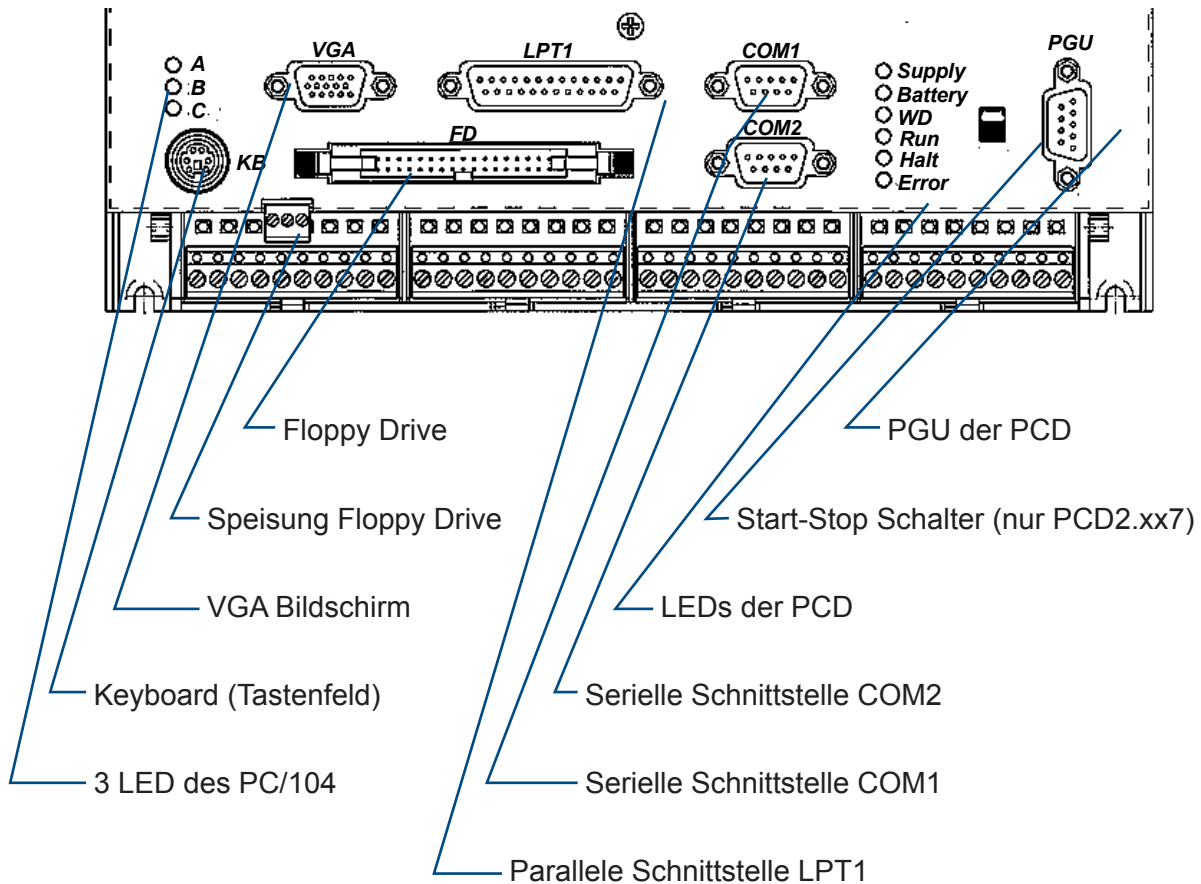 A
B
C
VGA
LPT1
COM1
PGU
Supply
Battery
WD
Run
Halt
Error
KB
FD
COM2
Floppy Drive
PGU der PCD
Speisung Floppy Drive
Start-Stop Schalter (nur PCD2.xx7)
VGA Bildschirm
LEDs der PCD
Keyboard (Tastenfeld)
Serielle Schnittstelle COM2
3 LED des PC/104
Serielle Schnittstelle COM1
Parallele Schnittstelle LPT1